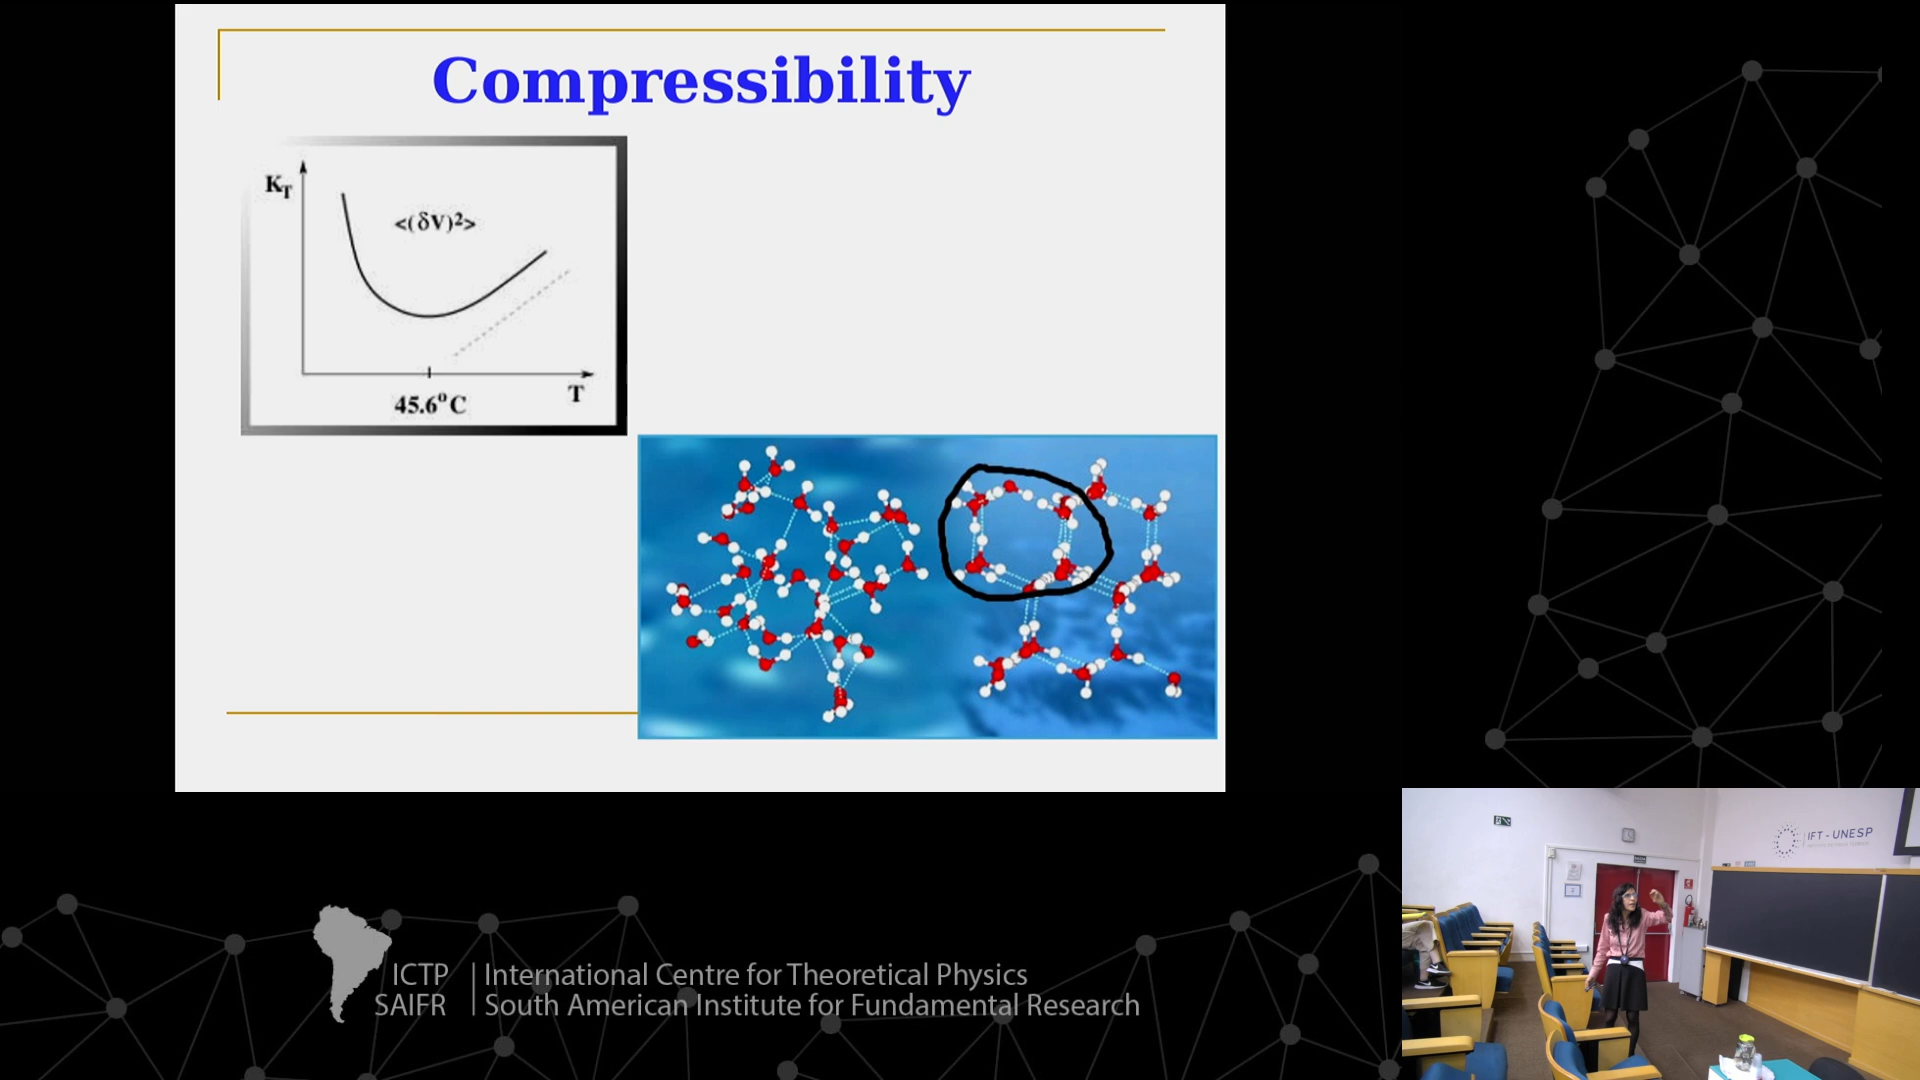 Compressibility
K_T
<(δV)²>
45.6°C
T
ICTP
SAIFR
International Centre for Theoretical Physics
South American Institute for Fundamental Research
IFT - UNESP